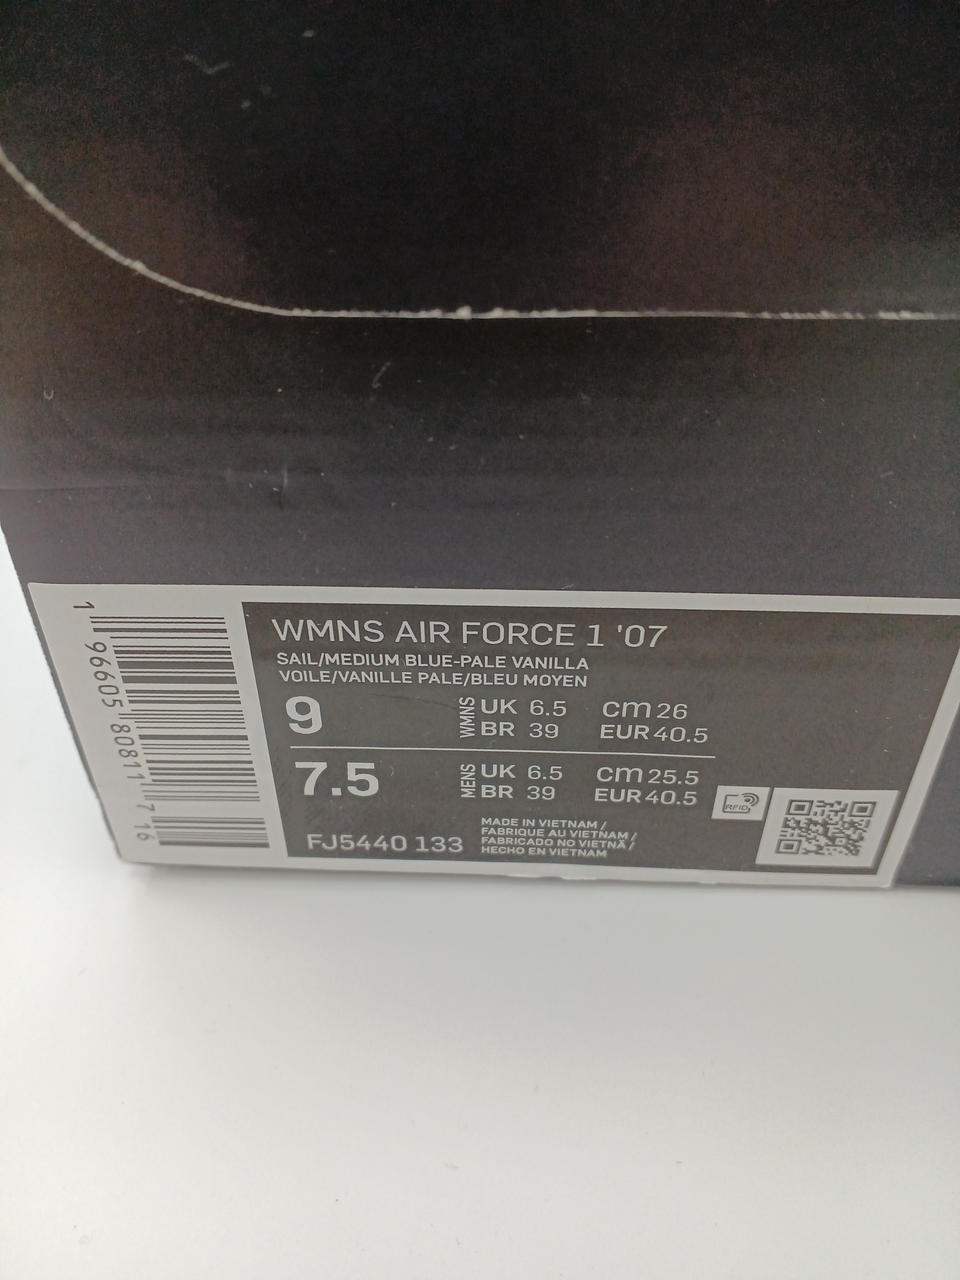 WMNS AIR FORCE 1 '07
SAIL/MEDIUM BLUE-PALE VANILLA
VOILE/VANILLE PALE/BLEU MOYEN
9
WMNS
UK 6.5 cm 26
BR 39 EUR 40.5
7.5
MENS
UK 6.5 cm 25.5
BR 39 EUR 40.5
FJ5440 133
MADE IN VIETNAM /
FABRIQUE AU VIETNAM /
FABRICADO NO VIETNÃ /
HECHO EN VIETNAM
RFID
1 96605 80811 7 16